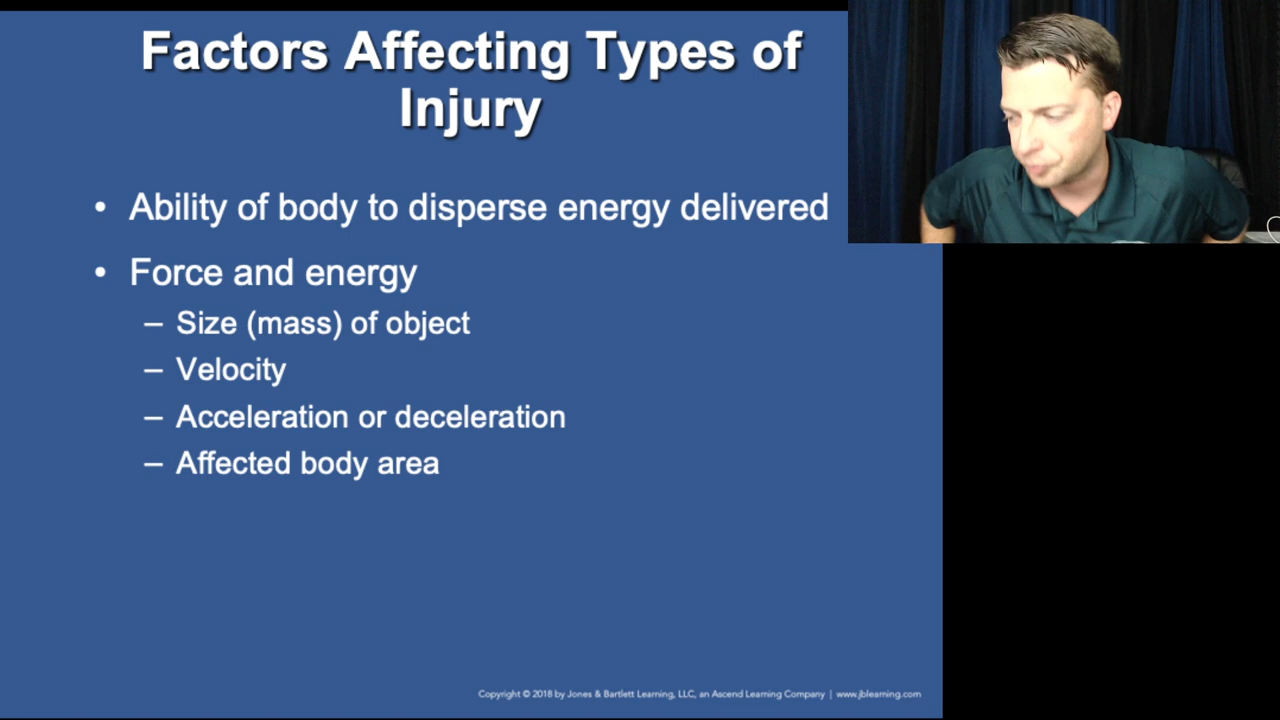 Factors Affecting Types of
Injury
• Ability of body to disperse energy delivered
• Force and energy
– Size (mass) of object
– Velocity
– Acceleration or deceleration
– Affected body area
Copyright © 2018 by Jones & Bartlett Learning, LLC, an Ascend Learning Company | www.jblearning.com